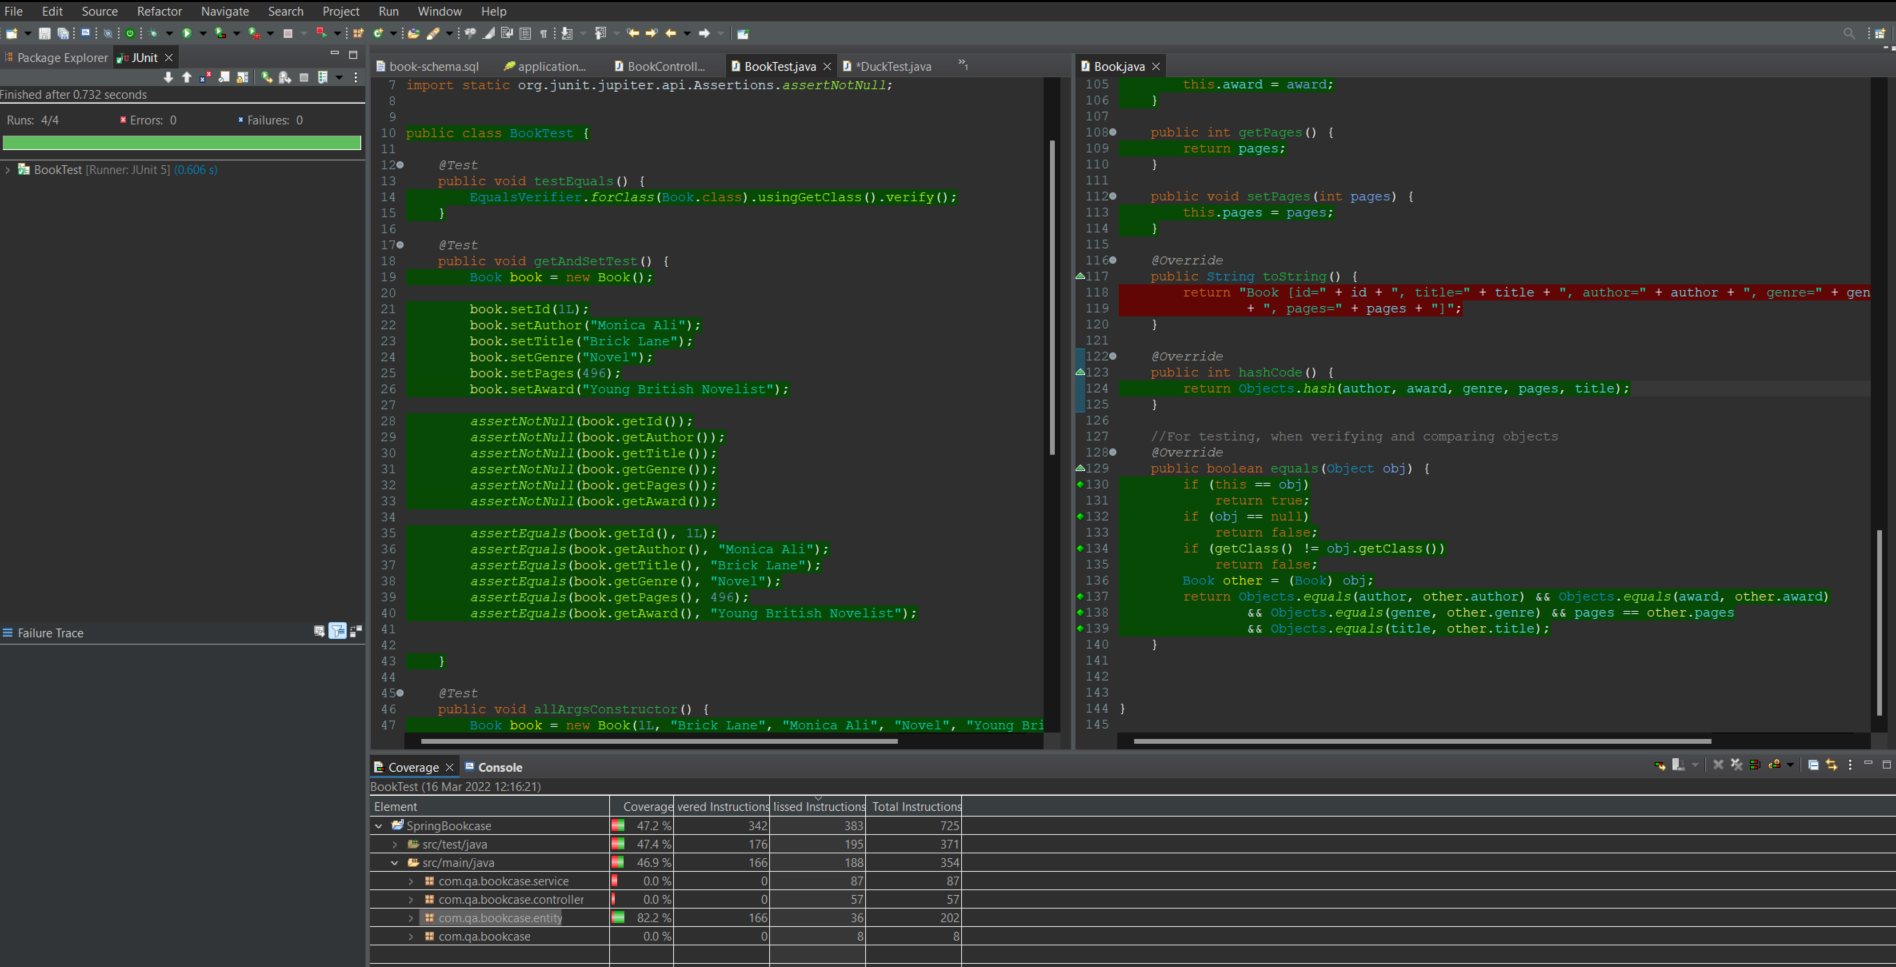 File Edit Source Refactor Navigate Search Project Run Window Help
Package Explorer JUnit
Finished after 0.732 seconds
Runs: 4/4 Errors: 0 Failures: 0
BookTest [Runner: JUnit 5] (0.606 s)
Failure Trace
book-schema.sql application... BookControll... BookTest.java *DuckTest.java »1
7 import static org.junit.jupiter.api.Assertions.assertNotNull;
8
9
10 public class BookTest {
11
12 @Test
13 public void testEquals() {
14 EqualsVerifier.forClass(Book.class).usingGetClass().verify();
15 }
16
17 @Test
18 public void getAndSetTest() {
19 Book book = new Book();
20
21 book.setId(1L);
22 book.setAuthor("Monica Ali");
23 book.setTitle("Brick Lane");
24 book.setGenre("Novel");
25 book.setPages(496);
26 book.setAward("Young British Novelist");
27
28 assertNotNull(book.getId());
29 assertNotNull(book.getAuthor());
30 assertNotNull(book.getTitle());
31 assertNotNull(book.getGenre());
32 assertNotNull(book.getPages());
33 assertNotNull(book.getAward());
34
35 assertEquals(book.getId(), 1L);
36 assertEquals(book.getAuthor(), "Monica Ali");
37 assertEquals(book.getTitle(), "Brick Lane");
38 assertEquals(book.getGenre(), "Novel");
39 assertEquals(book.getPages(), 496);
40 assertEquals(book.getAward(), "Young British Novelist");
41
42
43 }
44
45 @Test
46 public void allArgsConstructor() {
47 Book book = new Book(1L, "Brick Lane", "Monica Ali", "Novel", "Young Bri
Book.java
105 this.award = award;
106 }
107
108 public int getPages() {
109 return pages;
110 }
111
112 public void setPages(int pages) {
113 this.pages = pages;
114 }
115
116 @Override
117 public String toString() {
118 return "Book [id=" + id + ", title=" + title + ", author=" + author + ", genre=" + gen
119 + ", pages=" + pages + "]";
120 }
121
122 @Override
123 public int hashCode() {
124 return Objects.hash(author, award, genre, pages, title);
125 }
126
127 //For testing, when verifying and comparing objects
128 @Override
129 public boolean equals(Object obj) {
130 if (this == obj)
131 return true;
132 if (obj == null)
133 return false;
134 if (getClass() != obj.getClass())
135 return false;
136 Book other = (Book) obj;
137 return Objects.equals(author, other.author) && Objects.equals(award, other.award)
138 && Objects.equals(genre, other.genre) && pages == other.pages
139 && Objects.equals(title, other.title);
140 }
141
142
143
144 }
145
Coverage Console
BookTest (16 Mar 2022 12:16:21)
Element Coverage vered Instructions lissed Instructions Total Instructions
SpringBookcase 47.2 % 342 383 725
src/test/java 47.4 % 176 195 371
src/main/java 46.9 % 166 188 354
com.qa.bookcase.service 0.0 % 0 87 87
com.qa.bookcase.controller 0.0 % 0 57 57
com.qa.bookcase.entity 82.2 % 166 36 202
com.qa.bookcase 0.0 % 0 8 8